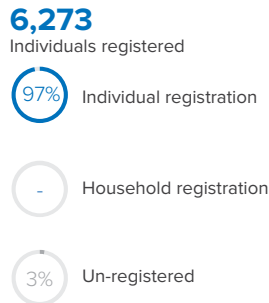 6,273
Individuals registered
97% Individual registration
- Household registration
3% Un-registered